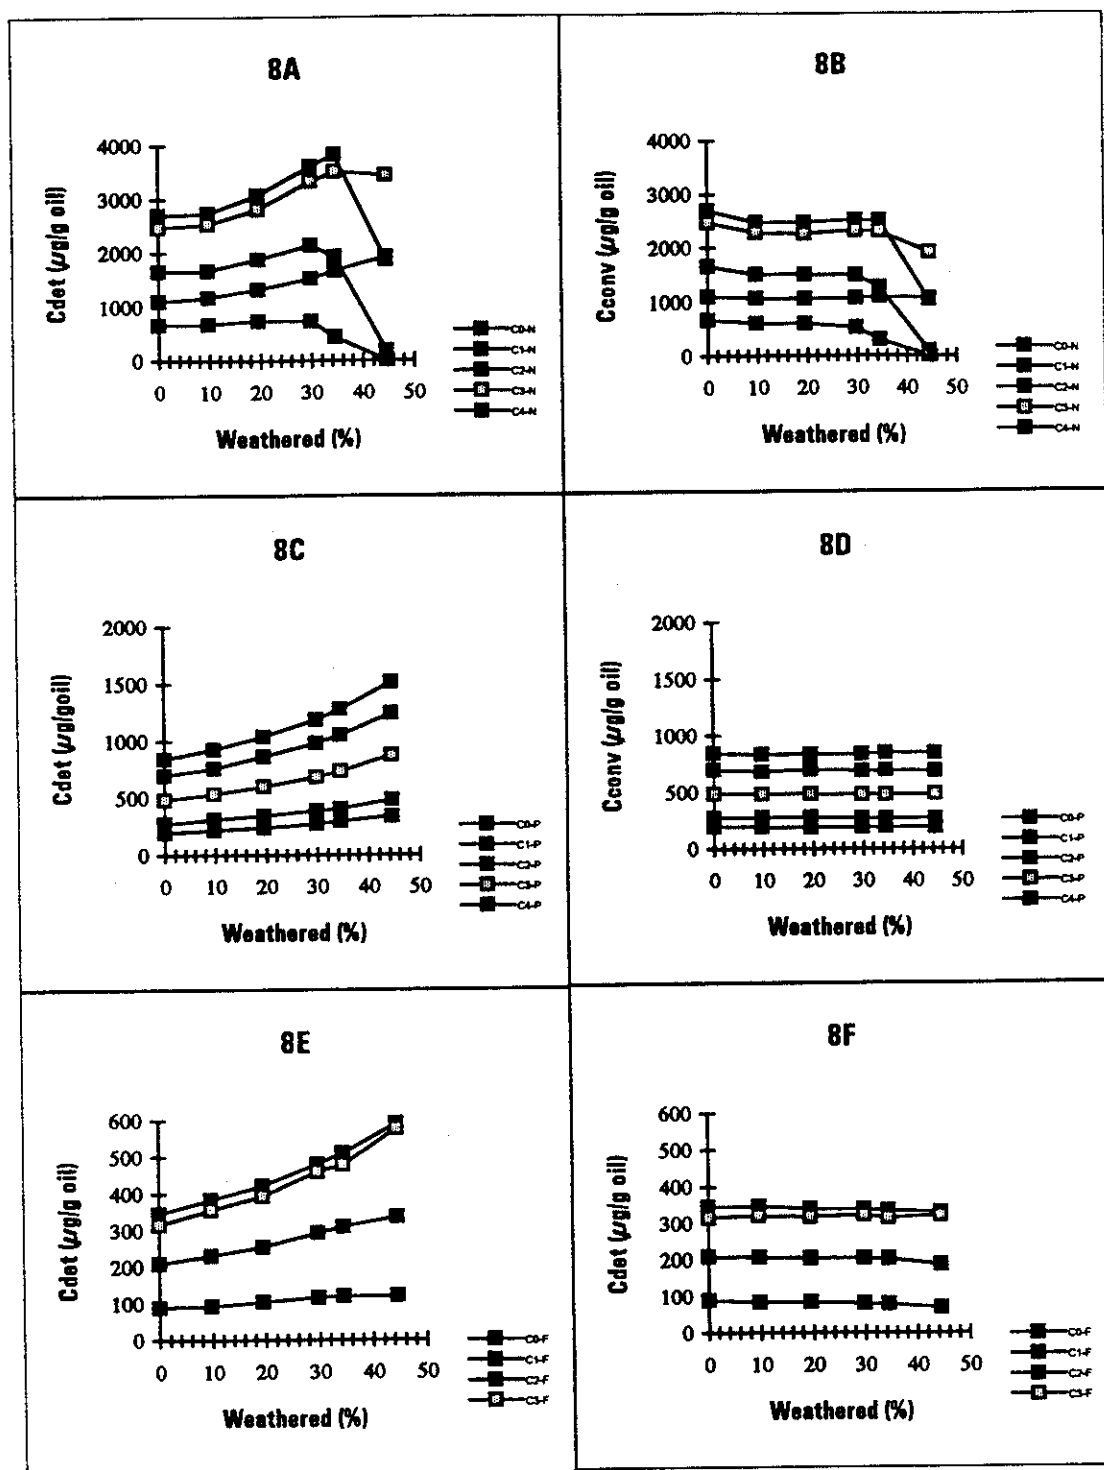 8A
4000
3000
2000
1000
0
Cdet (µg/g oil)
0 10 20 30 40 50
Weathered (%)
C0-N
C1-N
C2-N
C3-N
C4-N
8B
4000
3000
2000
1000
0
Cconv (µg/g oil)
0 10 20 30 40 50
Weathered (%)
C0-N
C1-N
C2-N
C3-N
C4-N
8C
2000
1500
1000
500
0
Cdet (µg/goil)
0 10 20 30 40 50
Weathered (%)
C0-P
C1-P
C2-P
C3-P
C4-P
8D
2000
1500
1000
500
0
Cconv (µg/g oil)
0 10 20 30 40 50
Weathered (%)
C0-P
C1-P
C2-P
C3-P
C4-P
8E
600
500
400
300
200
100
0
Cdet (µg/g oil)
0 10 20 30 40 50
Weathered (%)
C0-F
C1-F
C2-F
C3-F
8F
600
500
400
300
200
100
0
Cdet (µg/g oil)
0 10 20 30 40 50
Weathered (%)
C0-F
C1-F
C2-F
C3-F